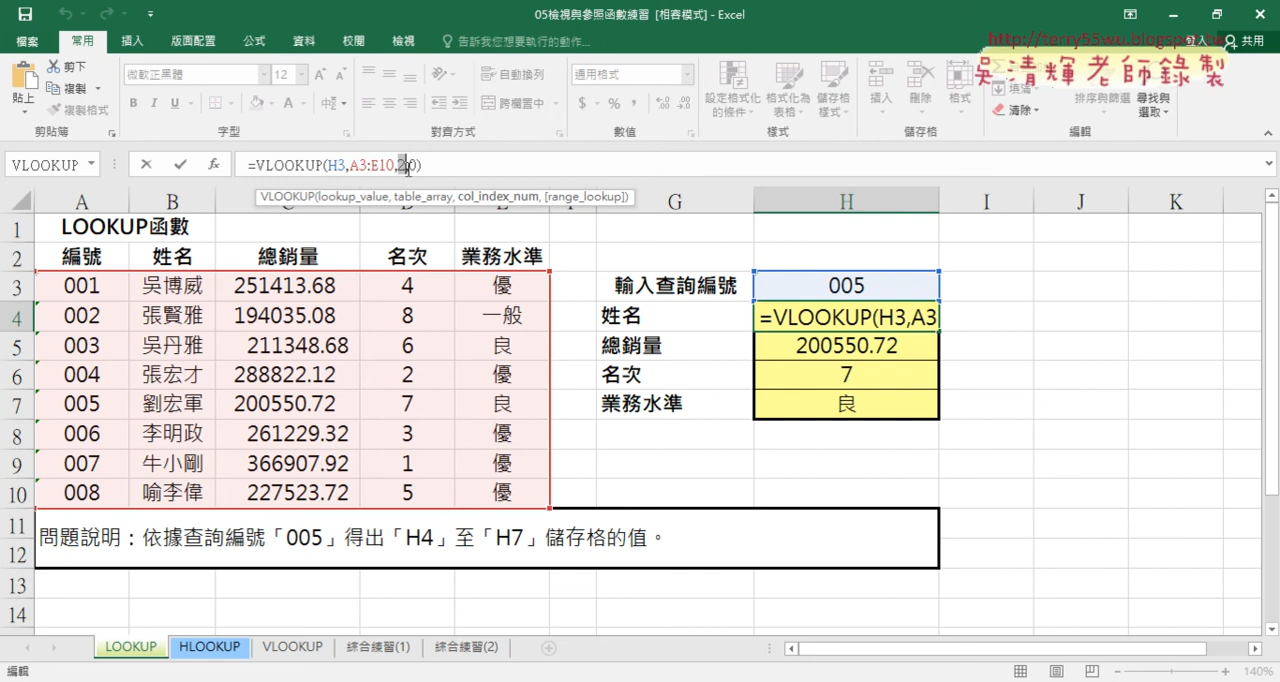 05檢視與參照函數練習 [相容模式] - Excel
http://terry55wu.blogspot.tw
吳清輝老師錄製
檔案 常用 插入 版面配置 公式 資料 校閱 檢視 告訴我您想要執行的動作... 登入 共用
貼上 剪下 複製 複製格式 剪貼簿
微軟正黑體 12 B I U A 中 字型
自動換列 跨欄置中 對齊方式
通用格式 $ % , 數值
設定格式化的條件 格式化為表格 儲存格樣式 樣式
插入 刪除 格式 儲存格
填滿 清除 排序與篩選 尋找與選取 編輯
VLOOKUP fx =VLOOKUP(H3,A3:E10,2,0)
VLOOKUP(lookup_value, table_array, col_index_num, [range_lookup])
A B C D E F G H I J K
1 LOOKUP函數
2 編號 姓名 總銷量 名次 業務水準
3 001 吳博威 251413.68 4 優 輸入查詢編號 005
4 002 張賢雅 194035.08 8 一般 姓名 =VLOOKUP(H3,A3
5 003 吳丹雅 211348.68 6 良 總銷量 200550.72
6 004 張宏才 288822.12 2 優 名次 7
7 005 劉宏軍 200550.72 7 良 業務水準 良
8 006 李明政 261229.32 3 優
9 007 牛小剛 366907.92 1 優
10 008 喻李偉 227523.72 5 優
11
問題說明：依據查詢編號「005」得出「H4」至「H7」儲存格的值。
12
13
14
LOOKUP HLOOKUP VLOOKUP 綜合練習(1) 綜合練習(2)
編輯 140%